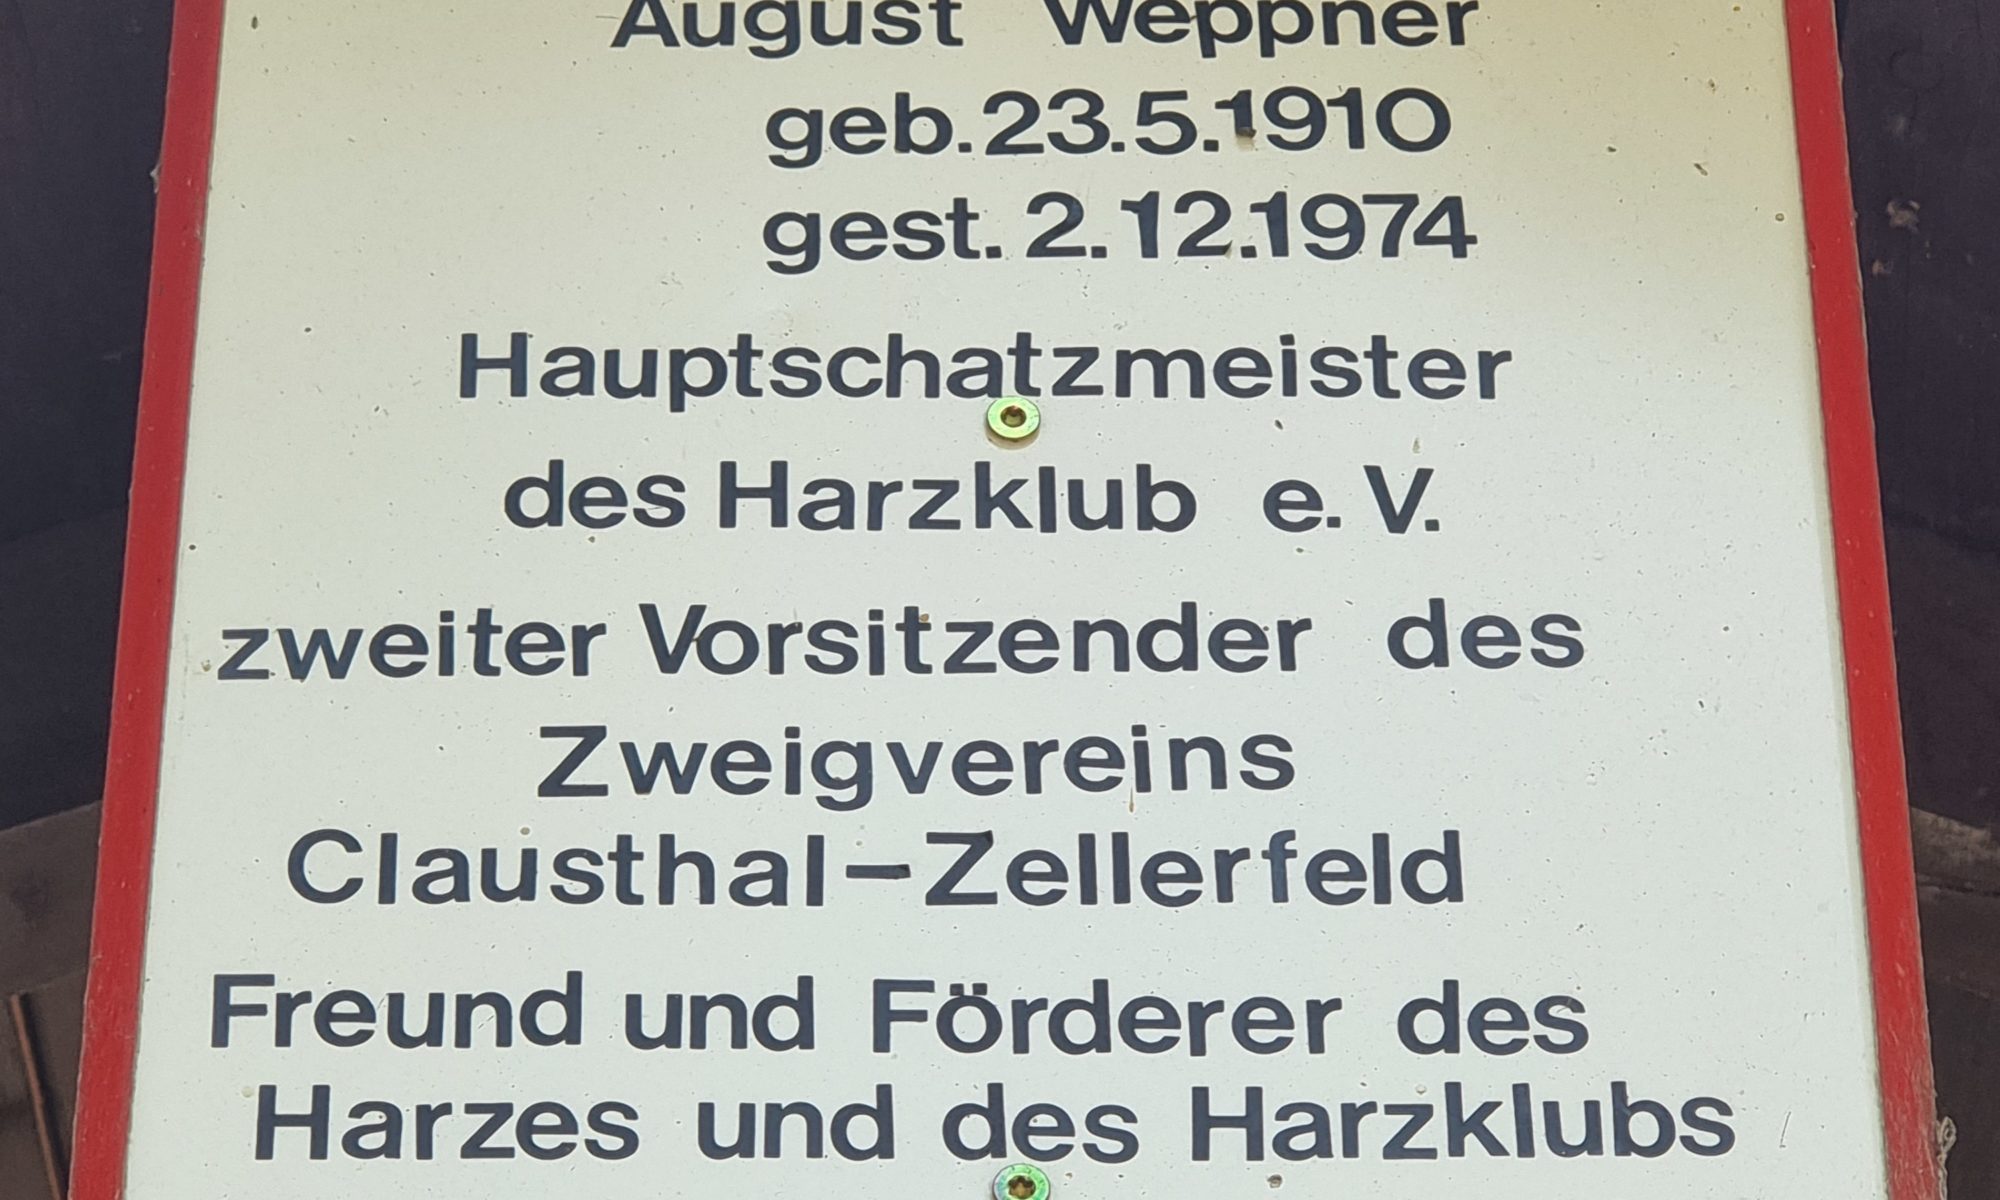 August Weppner
geb. 23.5.1910
gest. 2.12.1974
Hauptschatzmeister
des Harzklub e. V.
zweiter Vorsitzender des
Zweigvereins
Clausthal-Zellerfeld
Freund und Förderer des
Harzes und des Harzklubs